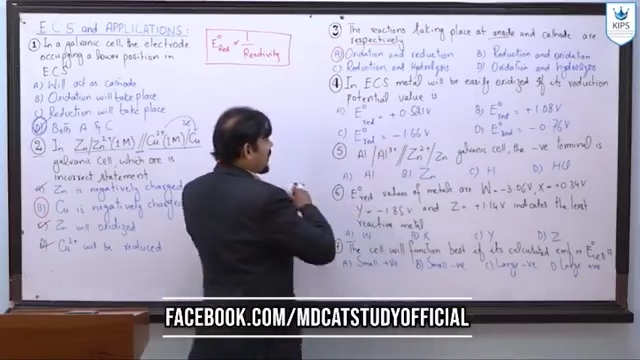 E C S and APPLICATIONS:
① In a galvanic cell, the electrode
occupying a lower position in
ECS
A) Will act as cathode
B) Oxidation will take place
C) Reduction will take place
D) Both A & C
② In Zn/Zn²⁺(1M)//Cu²⁺(1M)/Cu
galvanic cell, which one is
incorrect statement.
A) Zn is negatively charged
B) Cu is negatively charged
C) Zn will oxidized
D) Cu²⁺ will be reduced
E°Red ∝ 1/Reactivity
2e⁻
③ The reactions taking place at anode and cathode are
respectively
A) Oxidation and reduction B) Reduction and oxidation
C) Reduction and Hydrolysis D) Oxidation and hydrolysis
④ In ECS metal will be easily oxidized if its reduction
potential value is
A) E°red = +0.521V B) E°red = +1.08V
C) E°red = -1.66V D) E°red = -0.76V
⑤ Al/Al³⁺//Zn²⁺/Zn galvanic cell, the -ve terminal is
A) Al B) Zn C) H D) HCl
⑥ E°red values of metals are W = -3.06V, X = +0.34V
Y = -1.85V and Z = +1.14V indicates the least
reactive metal
A) W B) X C) Y D) Z
The cell will function best if its calculated emf or E°cell is
A) Small +ve B) Small -ve C) Large -ve D) Large +ve
KIPS
FACEBOOK.COM/MDCATSTUDYOFFICIAL